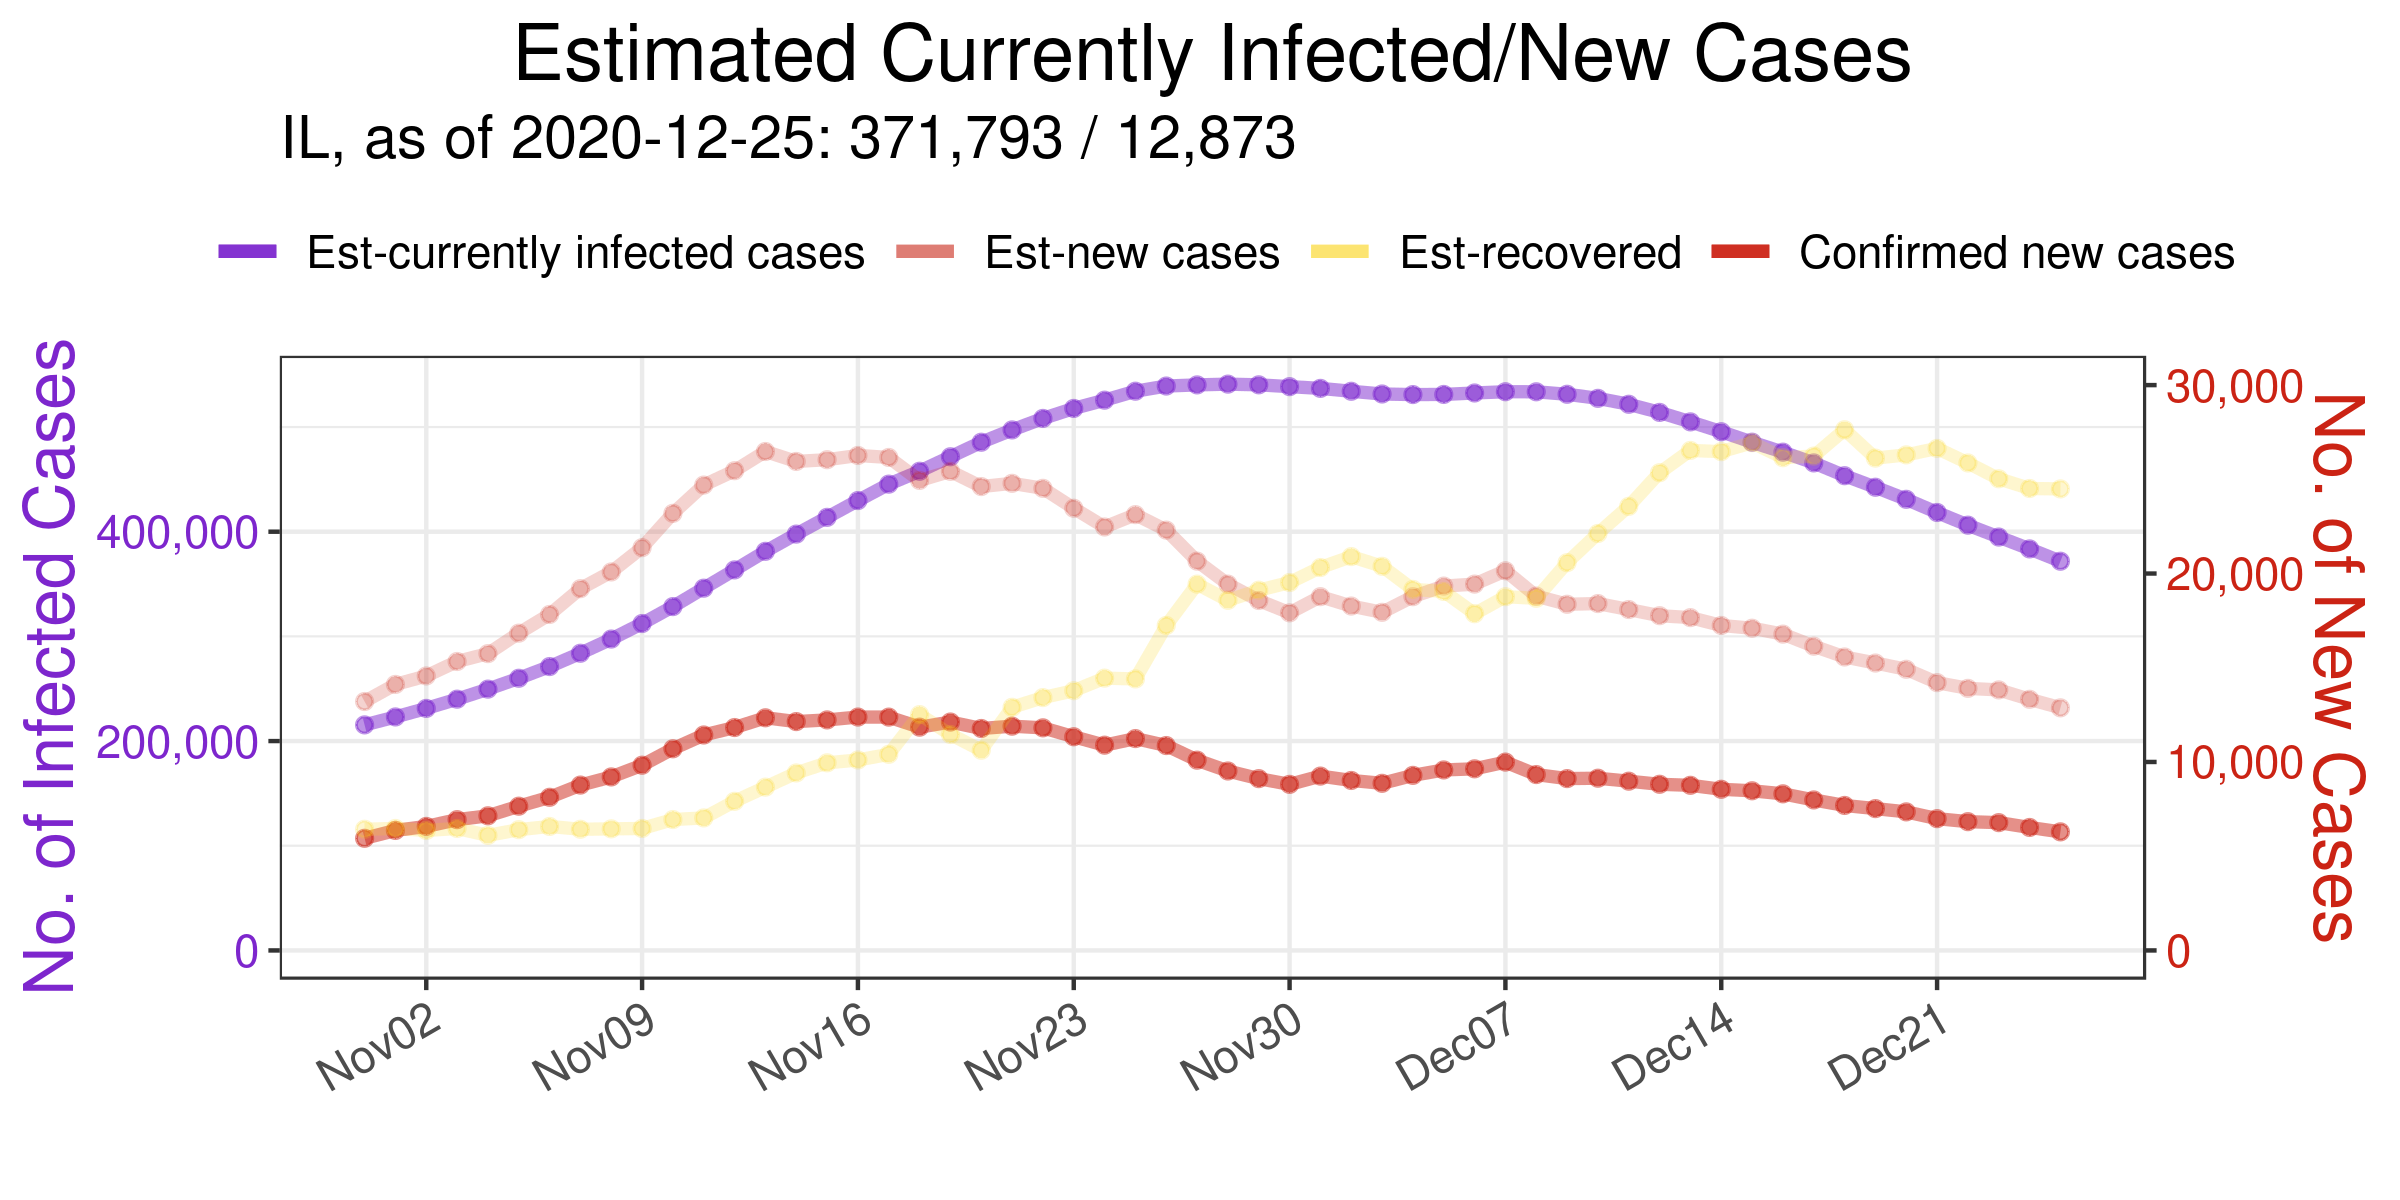 Estimated Currently Infected/New Cases
IL, as of 2020-12-25: 371,793 / 12,873
Est-currently infected cases Est-new cases Est-recovered Confirmed new cases
No. of Infected Cases
400,000
200,000
0
30,000
20,000
10,000
0
No. of New Cases
Nov02 Nov09 Nov16 Nov23 Nov30 Dec07 Dec14 Dec21